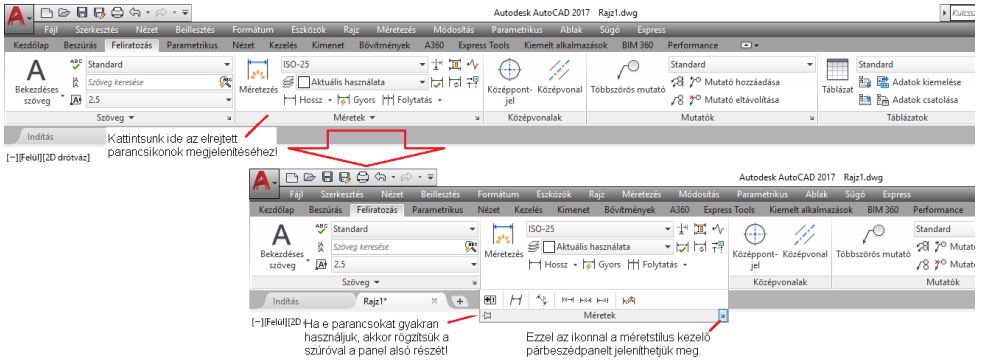 Autodesk AutoCAD 2017 Rajz1.dwg Kulcssz
Fájl Szerkesztés Nézet Beillesztés Formátum Eszközök Rajz Méretezés Módosítás Parametrikus Ablak Súgó Express
Kezdőlap Beszúrás Feliratozás Parametrikus Nézet Kezelés Kimenet Bővítmények A360 Express Tools Kiemelt alkalmazások BIM 360 Performance
A Bekezdéses szöveg
ABC Standard
Szöveg keresése
A 2.5
Szöveg
Méretezés
ISO-25
Aktuális használata
Hossz Gyors Folytatás
Méretek
Középpont-jel
Középvonal
Középvonalak
Többszörös mutató
Standard
Mutató hozzáadása
Mutató eltávolítása
Mutatók
Táblázat
Standard
Adatok kiemelése
Adatok csatolása
Táblázatok
Indítás
Kattintsunk ide az elrejtett
parancsikonok megjelenítéséhez!
[−][Felül][2D drótváz]
Autodesk AutoCAD 2017 Rajz1.dwg
Fájl Szerkesztés Nézet Beillesztés Formátum Eszközök Rajz Méretezés Módosítás Parametrikus Ablak Súgó Express
Kezdőlap Beszúrás Feliratozás Parametrikus Nézet Kezelés Kimenet Bővítmények A360 Express Tools Kiemelt alkalmazások BIM 360 Performance
A Bekezdéses szöveg
ABC Standard
Szöveg keresése
A 2.5
Szöveg
Méretezés
ISO-25
Aktuális használata
Hossz Gyors Folytatás
Középpont-jel
Középvonal
Középvonalak
Többszörös mutató
Standard
Mutat
Mutat
Mutatók
Indítás Rajz1*
Méretek
[−][Felül][2D
Ha e parancsokat gyakran
használjuk, akkor rögzítsük a
szúróval a panel alsó részét!
Ezzel az ikonnal a méretstílus kezelő
párbeszédpanelt jeleníthetjük meg.